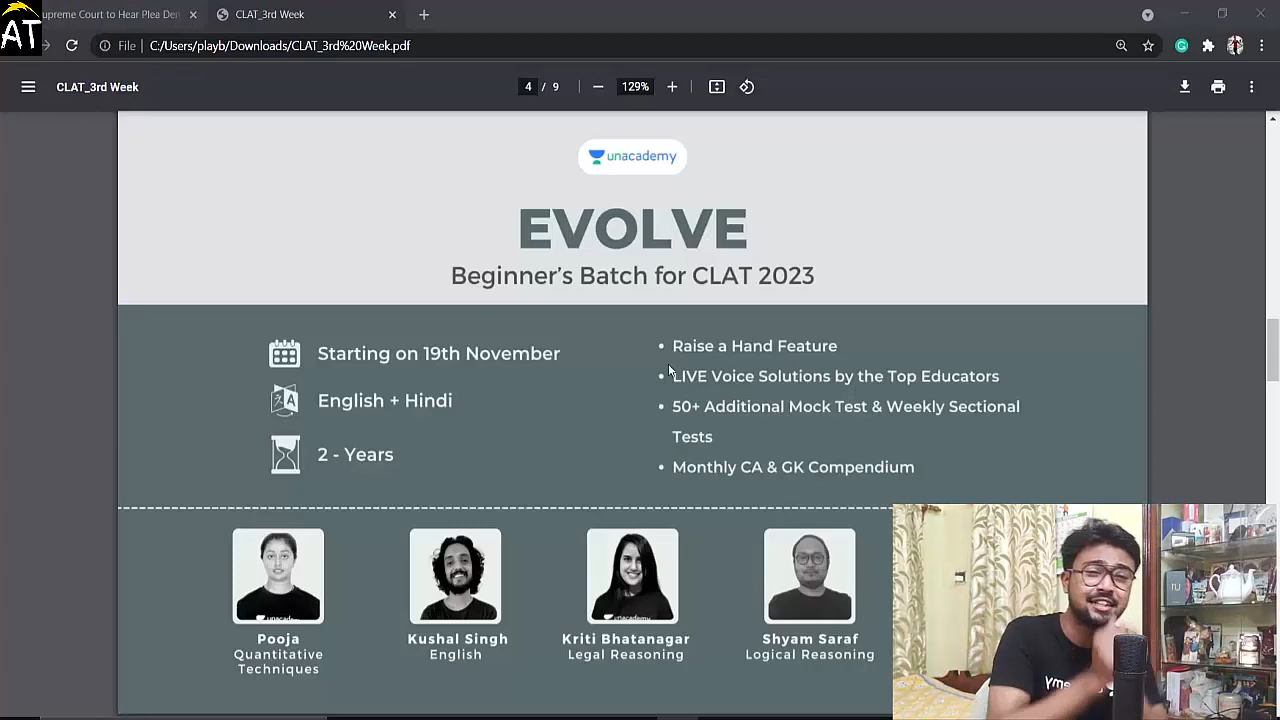 AT
upreme Court to Hear Plea Den
CLAT_3rd Week
File
C:/Users/playb/Downloads/CLAT_3rd%20Week.pdf
CLAT_3rd Week
4 / 9
129%
unacademy
EVOLVE
Beginner's Batch for CLAT 2023
Starting on 19th November
English + Hindi
2 - Years
• Raise a Hand Feature
• LIVE Voice Solutions by the Top Educators
• 50+ Additional Mock Test & Weekly Sectional
Tests
• Monthly CA & GK Compendium
Pooja
Quantitative
Techniques
Kushal Singh
English
Kriti Bhatanagar
Legal Reasoning
Shyam Saraf
Logical Reasoning